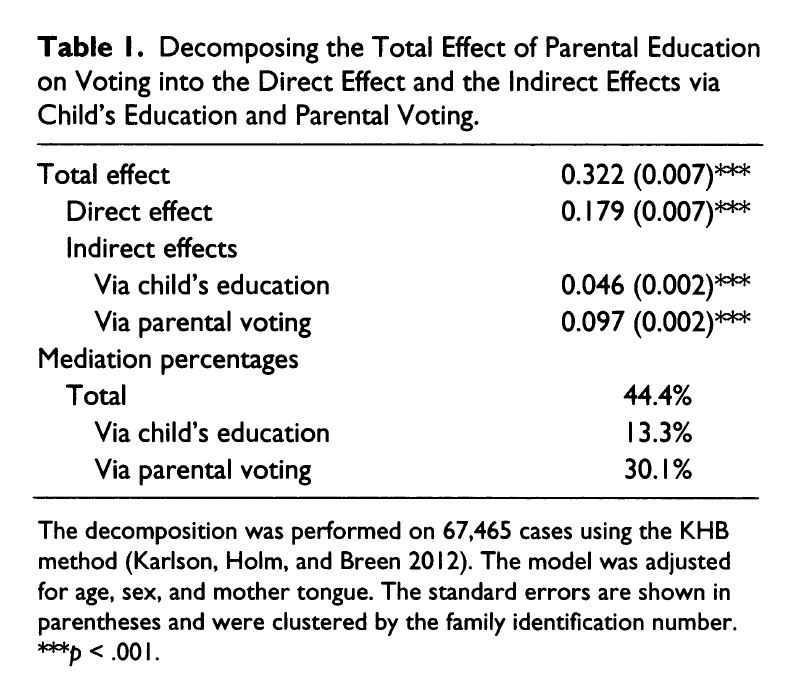 Table 1. Decomposing the Total Effect of Parental Education
on Voting into the Direct Effect and the Indirect Effects via
Child's Education and Parental Voting.
Total effect 0.322 (0.007)***
Direct effect 0.179 (0.007)***
Indirect effects
Via child's education 0.046 (0.002)***
Via parental voting 0.097 (0.002)***
Mediation percentages
Total 44.4%
Via child's education 13.3%
Via parental voting 30.1%
The decomposition was performed on 67,465 cases using the KHB
method (Karlson, Holm, and Breen 2012). The model was adjusted
for age, sex, and mother tongue. The standard errors are shown in
parentheses and were clustered by the family identification number.
***p < .001.